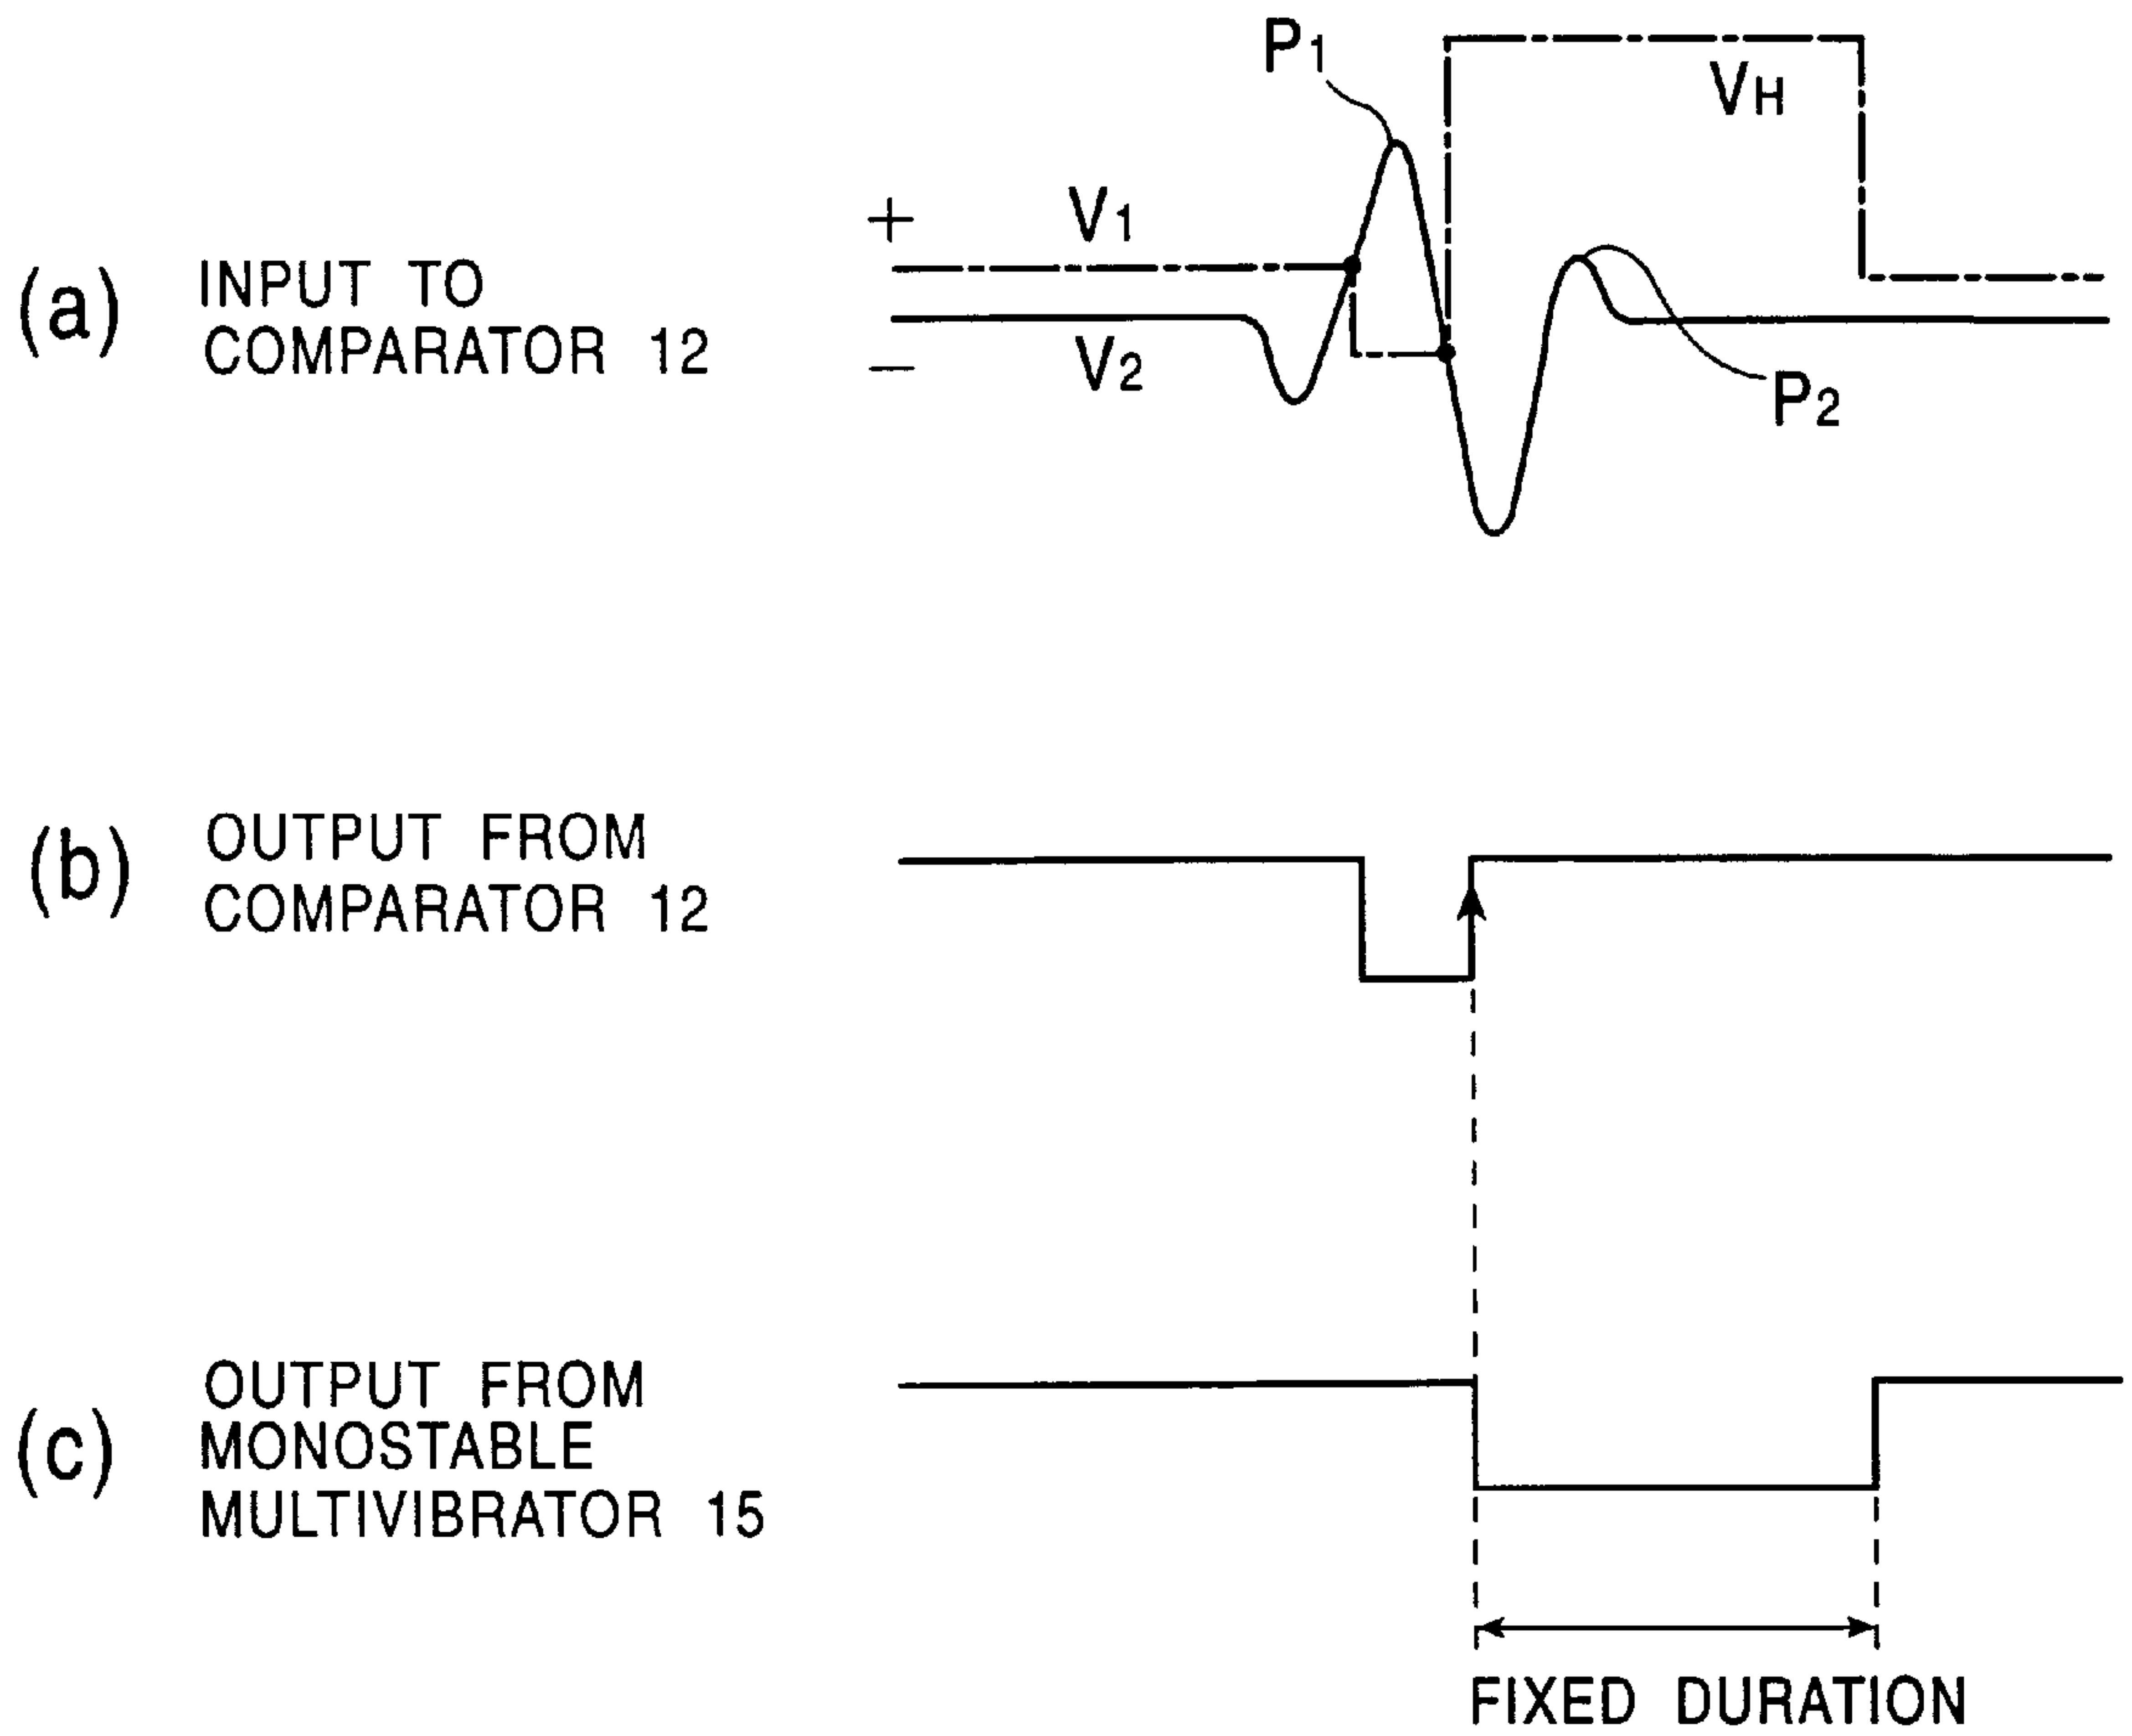 P1
VH
+ V1
(a) INPUT TO
COMPARATOR 12
− V2
P2
(b) OUTPUT FROM
COMPARATOR 12
(c) OUTPUT FROM
MONOSTABLE
MULTIVIBRATOR 15
FIXED DURATION